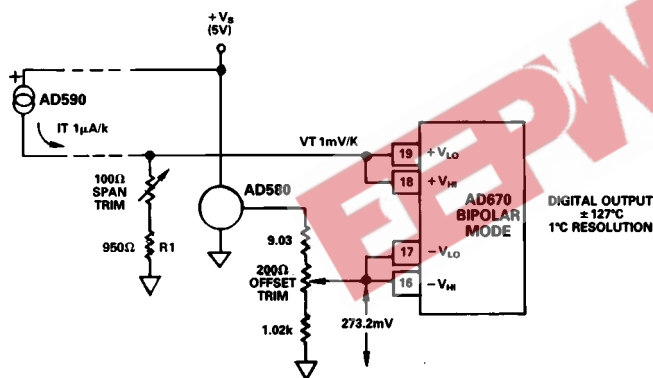 + Vs
(5V)
+
AD590
IT 1μA/k
VT 1mV/K
100Ω
SPAN
TRIM
950Ω R1
AD580
9.03
200Ω
OFFSET
TRIM
1.02k
273.2mV
19 +VLO
18 +VHI
17 −VLO
16 −VHI
AD670
BIPOLAR
MODE
DIGITAL OUTPUT
± 127°C
1°C RESOLUTION
EEPW